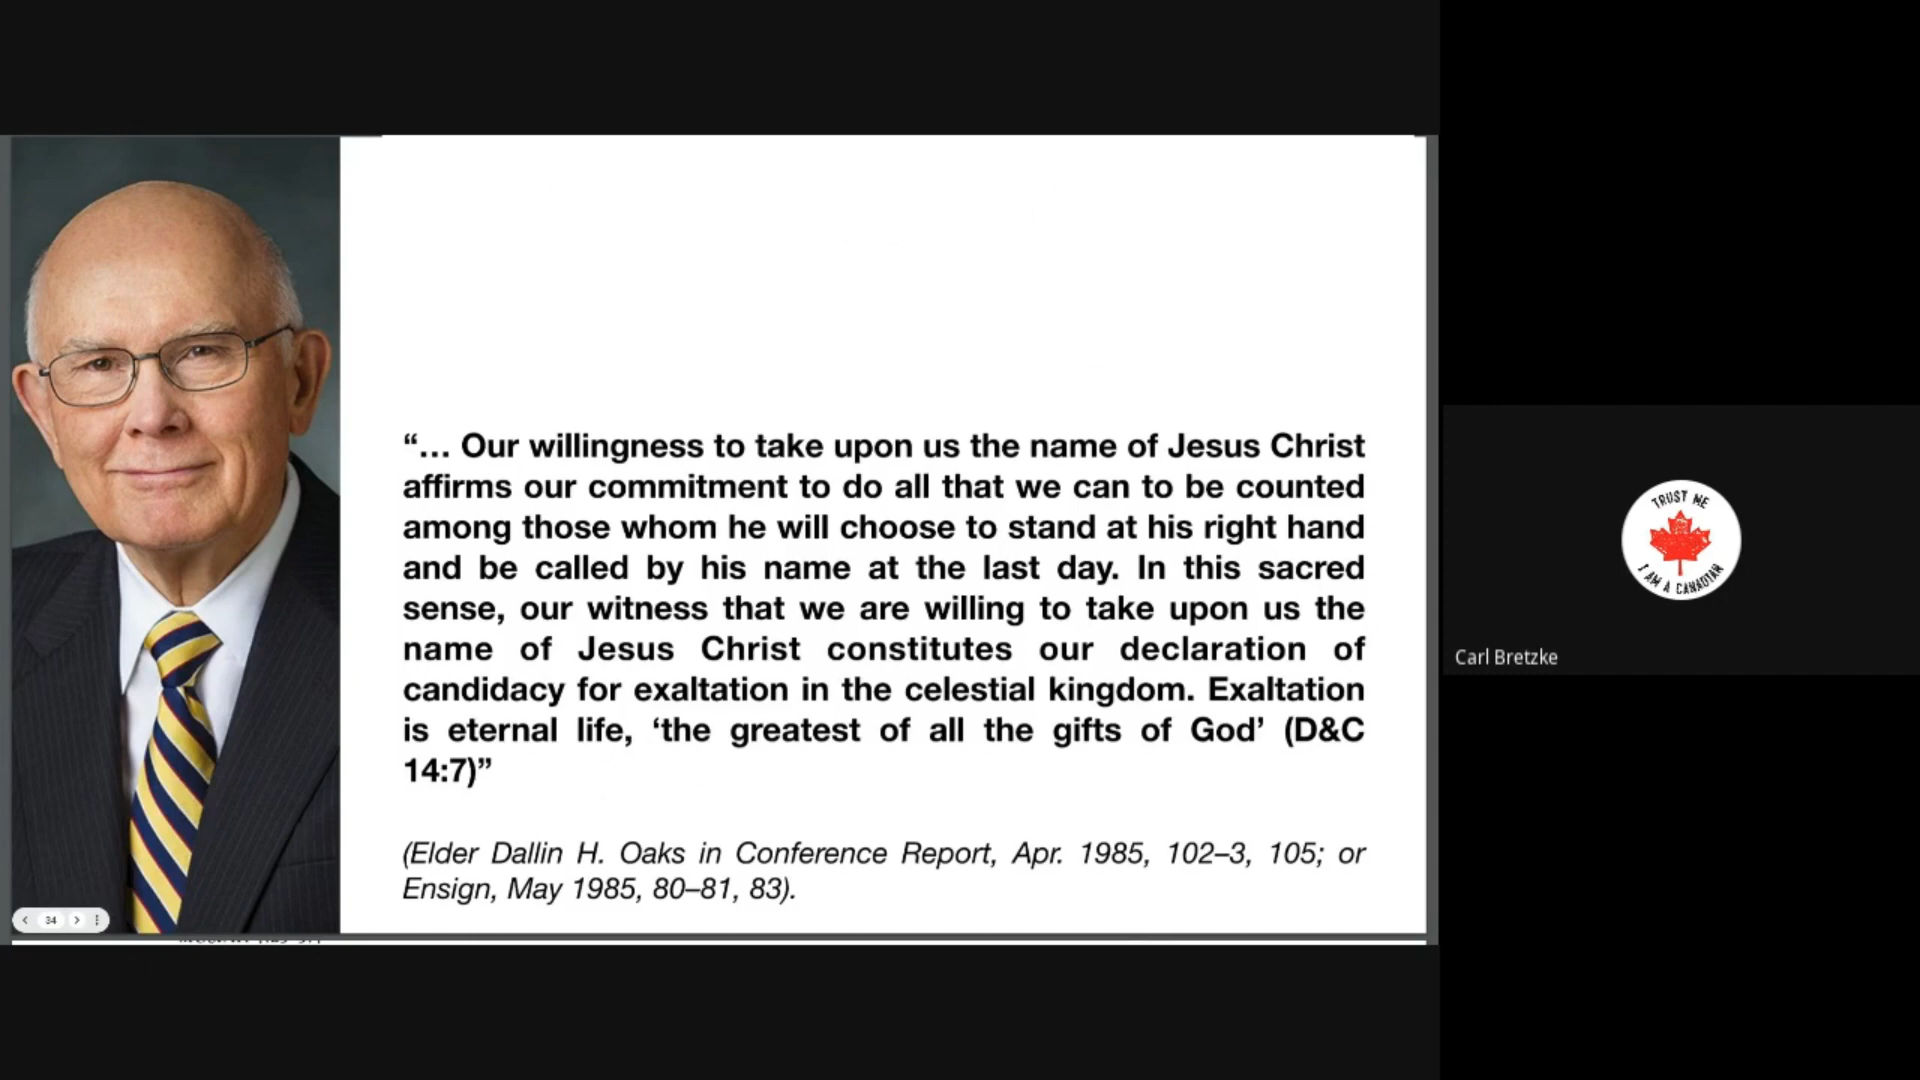 “… Our willingness to take upon us the name of Jesus Christ
affirms our commitment to do all that we can to be counted
among those whom he will choose to stand at his right hand
and be called by his name at the last day. In this sacred
sense, our witness that we are willing to take upon us the
name of Jesus Christ constitutes our declaration of
candidacy for exaltation in the celestial kingdom. Exaltation
is eternal life, ‘the greatest of all the gifts of God’ (D&C
14:7)”
(Elder Dallin H. Oaks in Conference Report, Apr. 1985, 102–3, 105; or
Ensign, May 1985, 80–81, 83).
34
TRUST ME
I AM A CANADIAN
Carl Bretzke